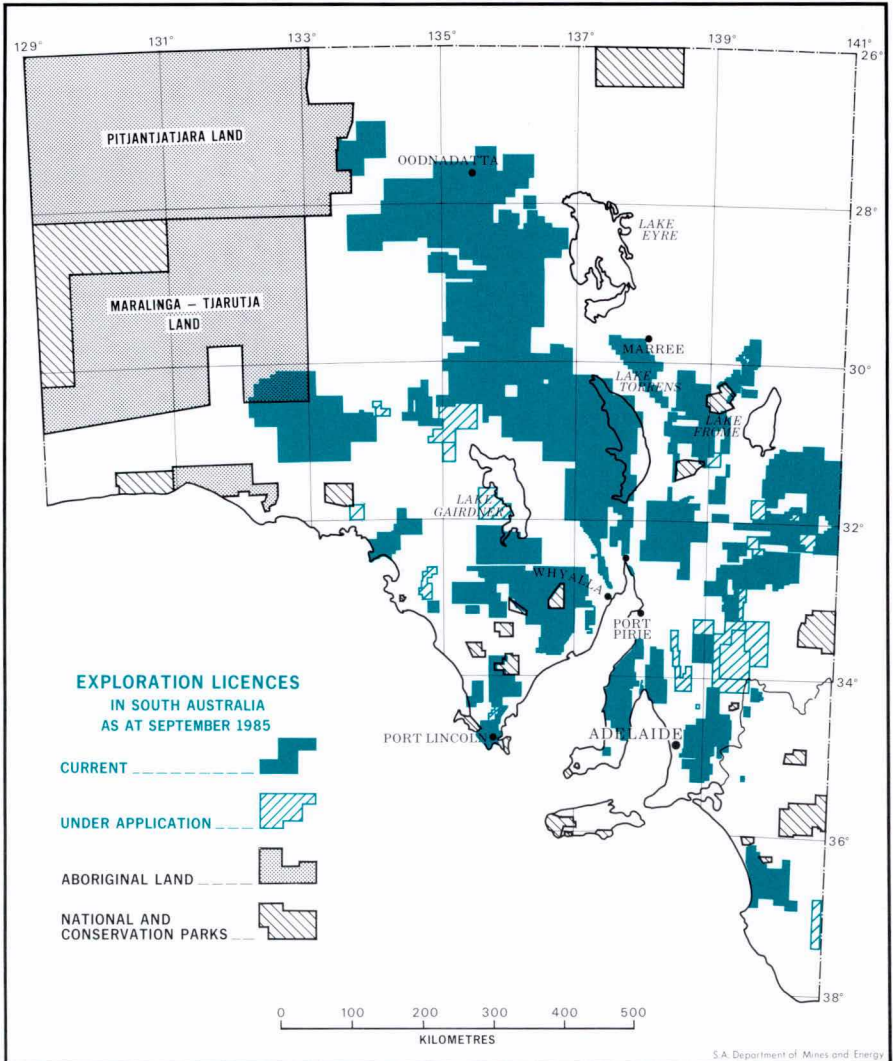 129°
131°
133°
135°
137°
139°
141°
26°
PITJANTJATJARA LAND
OODNADATTA
28°
LAKE
EYRE
MARALINGA – TJARUTJA
LAND
MARREE
30°
LAKE
TORRENS
LAKE
FROME
LAKE
GAIRDNER
32°
WHYALLA
PORT
PIRIE
34°
EXPLORATION LICENCES
IN SOUTH AUSTRALIA
AS AT SEPTEMBER 1985
PORT LINCOLN
ADELAIDE
CURRENT
UNDER APPLICATION
36°
ABORIGINAL LAND
NATIONAL AND
CONSERVATION PARKS
38°
0 100 200 300 400 500
KILOMETRES
S.A. Department of Mines and Energy